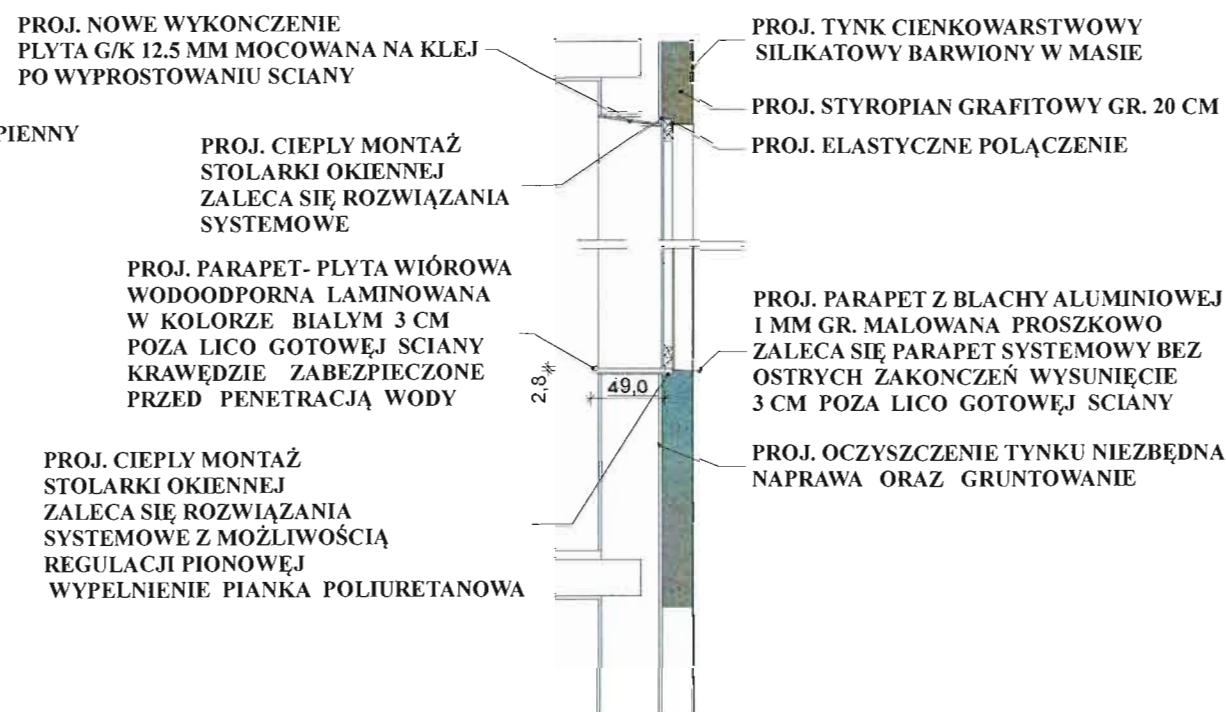 PROJ. NOWE WYKONCZENIE
PLYTA G/K 12.5 MM MOCOWANA NA KLEJ
PO WYPROSTOWANIU SCIANY
PIENNY
PROJ. CIEPLY MONTAŻ
STOLARKI OKIENNEJ
ZALECA SIĘ ROZWIĄZANIA
SYSTEMOWE
PROJ. PARAPET- PLYTA WIÓROWA
WODOODPORNA LAMINOWANA
W KOLORZE BIALYM 3 CM
POZA LICO GOTOWĘJ SCIANY
KRAWĘDZIE ZABEZPIECZONE
PRZED PENETRACJĄ WODY
PROJ. CIEPLY MONTAŻ
STOLARKI OKIENNEJ
ZALECA SIĘ ROZWIĄZANIA
SYSTEMOWE Z MOŻLIWOŚCIĄ
REGULACJI PIONOWĘJ
WYPELNIENIE PIANKA POLIURETANOWA
2,8
49,0
PROJ. TYNK CIENKOWARSTWOWY
SILIKATOWY BARWIONY W MASIE
PROJ. STYROPIAN GRAFITOWY GR. 20 CM
PROJ. ELASTYCZNE POLĄCZENIE
PROJ. PARAPET Z BLACHY ALUMINIOWEJ
1 MM GR. MALOWANA PROSZKOWO
ZALECA SIĘ PARAPET SYSTEMOWY BEZ
OSTRYCH ZAKONCZEŃ WYSUNIĘCIE
3 CM POZA LICO GOTOWĘJ SCIANY
PROJ. OCZYSZCZENIE TYNKU NIEZBĘDNA
NAPRAWA ORAZ GRUNTOWANIE